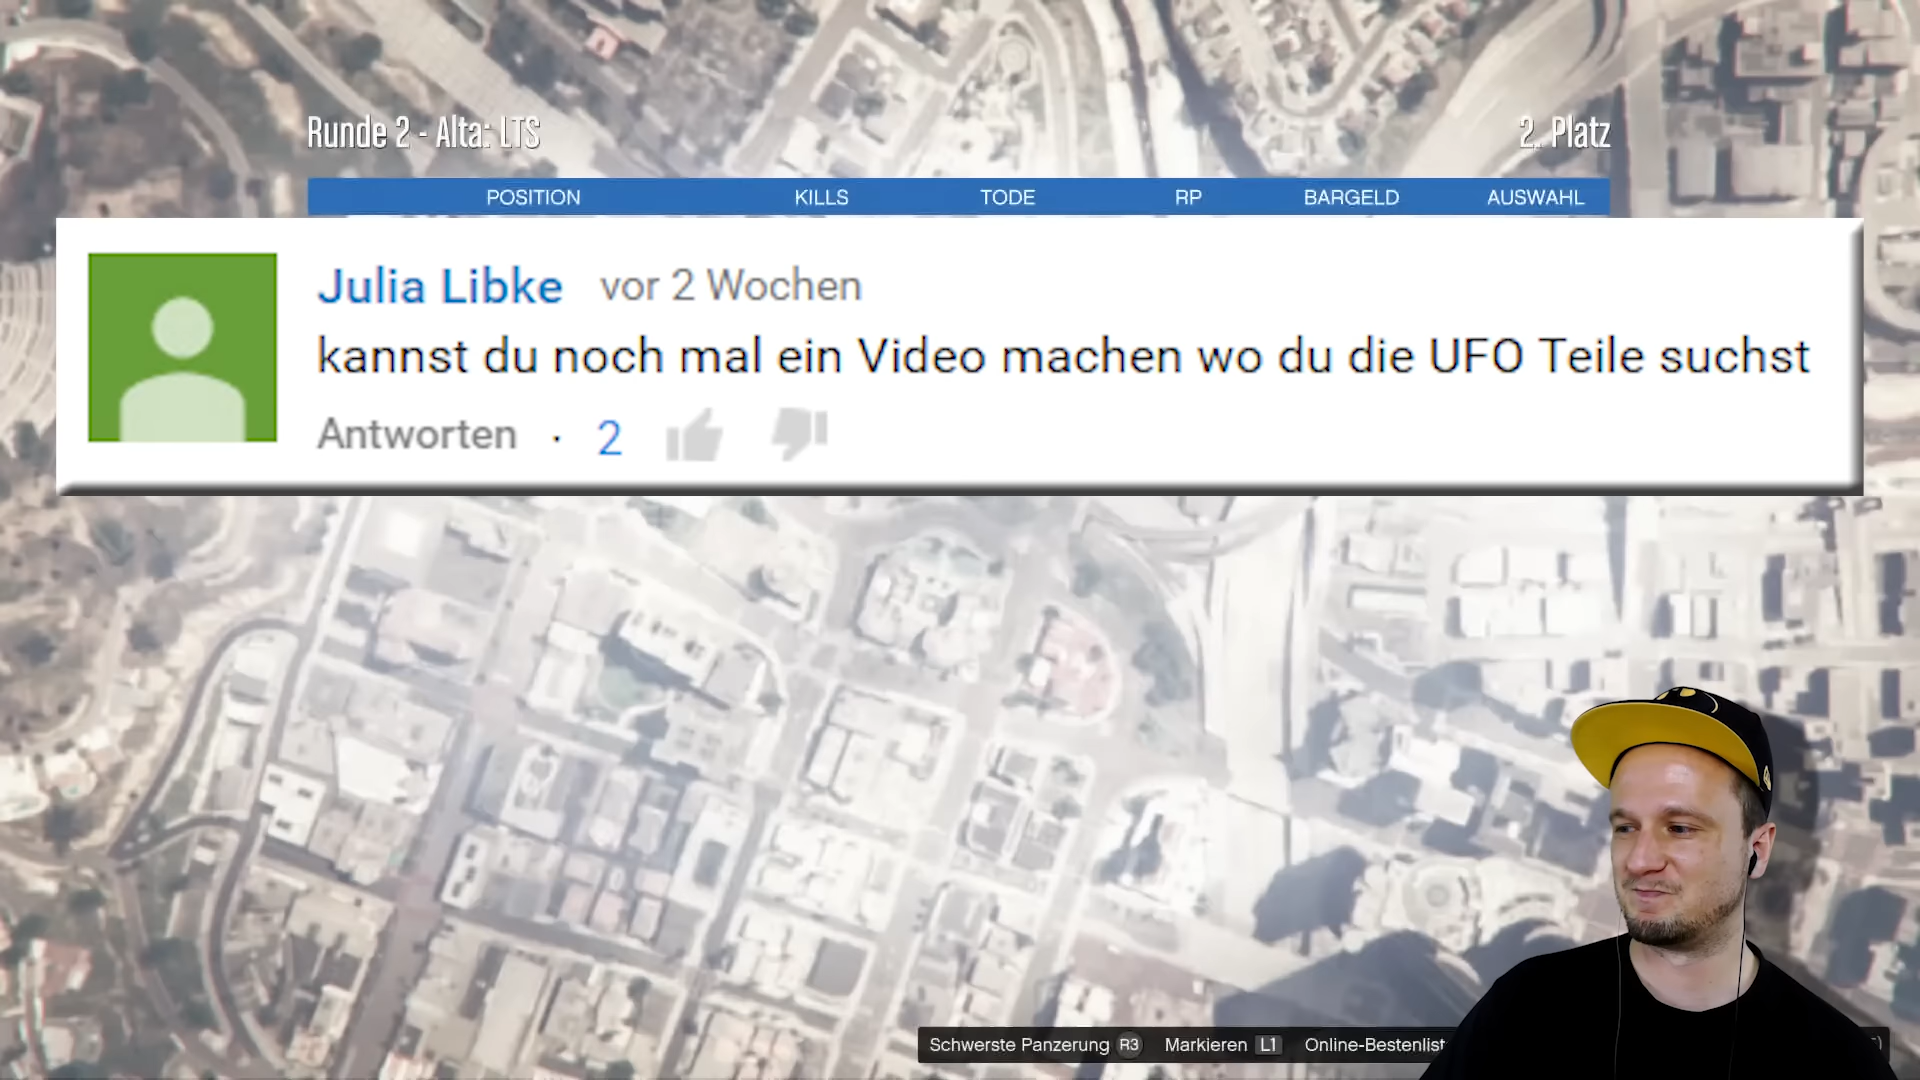 Runde 2 - Alta: LTS
2. Platz
POSITION KILLS TODE RP BARGELD AUSWAHL
Julia Libke vor 2 Wochen
kannst du noch mal ein Video machen wo du die UFO Teile suchst
Antworten · 2
Schwerste Panzerung R3 Markieren L1 Online-Bestenlist